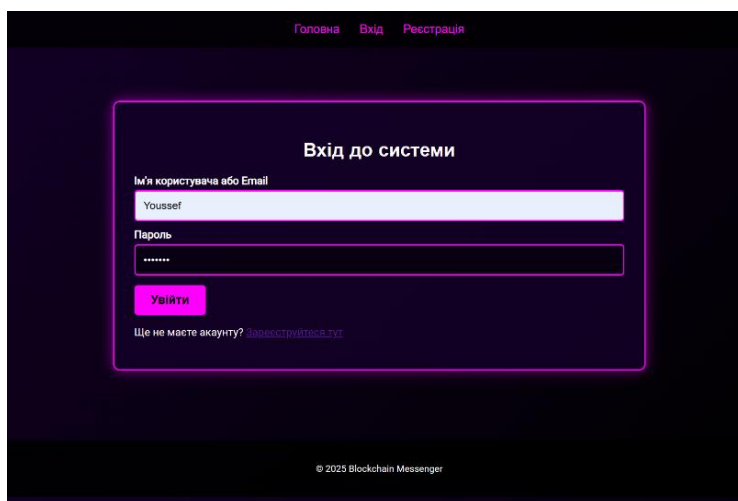 Головна Вхід Реєстрація
Вхід до системи
Ім'я користувача або Email
Youssef
Пароль
•••••••
Увійти
Ще не маєте акаунту? Зареєструйтеся тут
© 2025 Blockchain Messenger